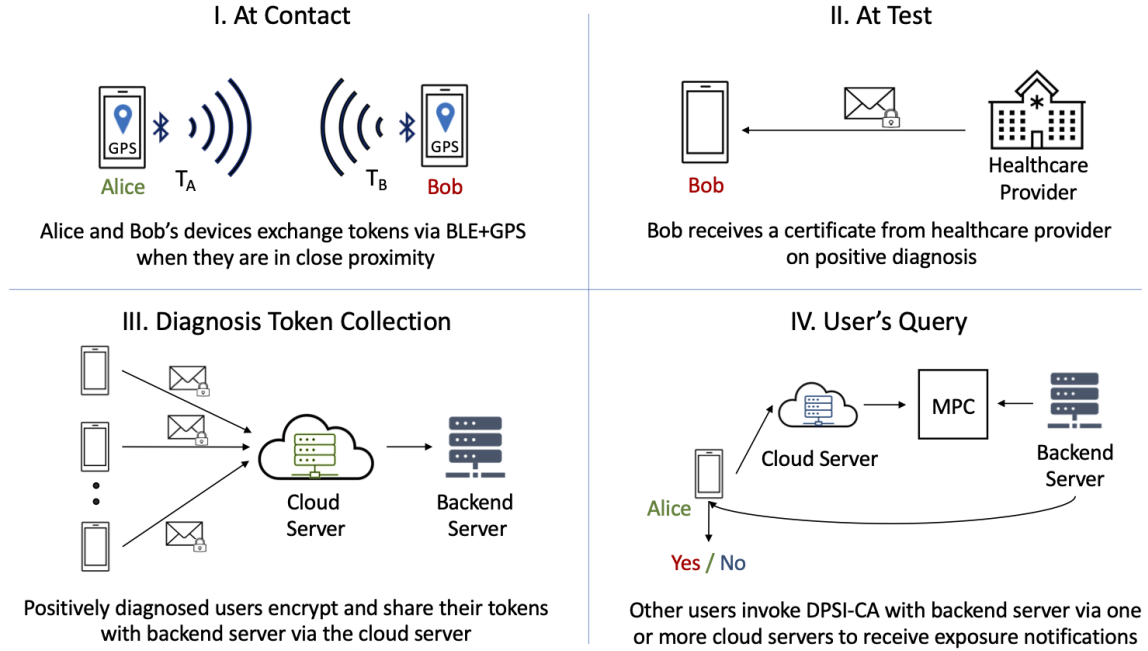 I. At Contact
GPS
GPS
Alice
T_A
T_B
Bob
Alice and Bob's devices exchange tokens via BLE+GPS
when they are in close proximity
II. At Test
Bob
Healthcare
Provider
Bob receives a certificate from healthcare provider
on positive diagnosis
III. Diagnosis Token Collection
Cloud
Server
Backend
Server
Positively diagnosed users encrypt and share their tokens
with backend server via the cloud server
IV. User's Query
MPC
Cloud Server
Backend
Server
Alice
Yes / No
Other users invoke DPSI-CA with backend server via one
or more cloud servers to receive exposure notifications